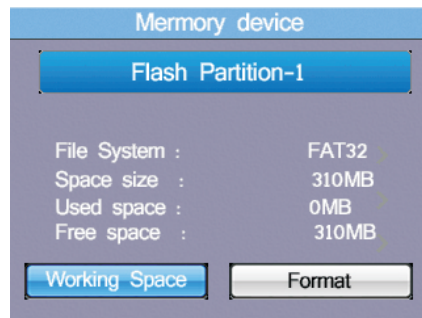 Mermory device
Flash Partition-1
File System : FAT32
Space size : 310MB
Used space : 0MB
Free space : 310MB
Working Space Format